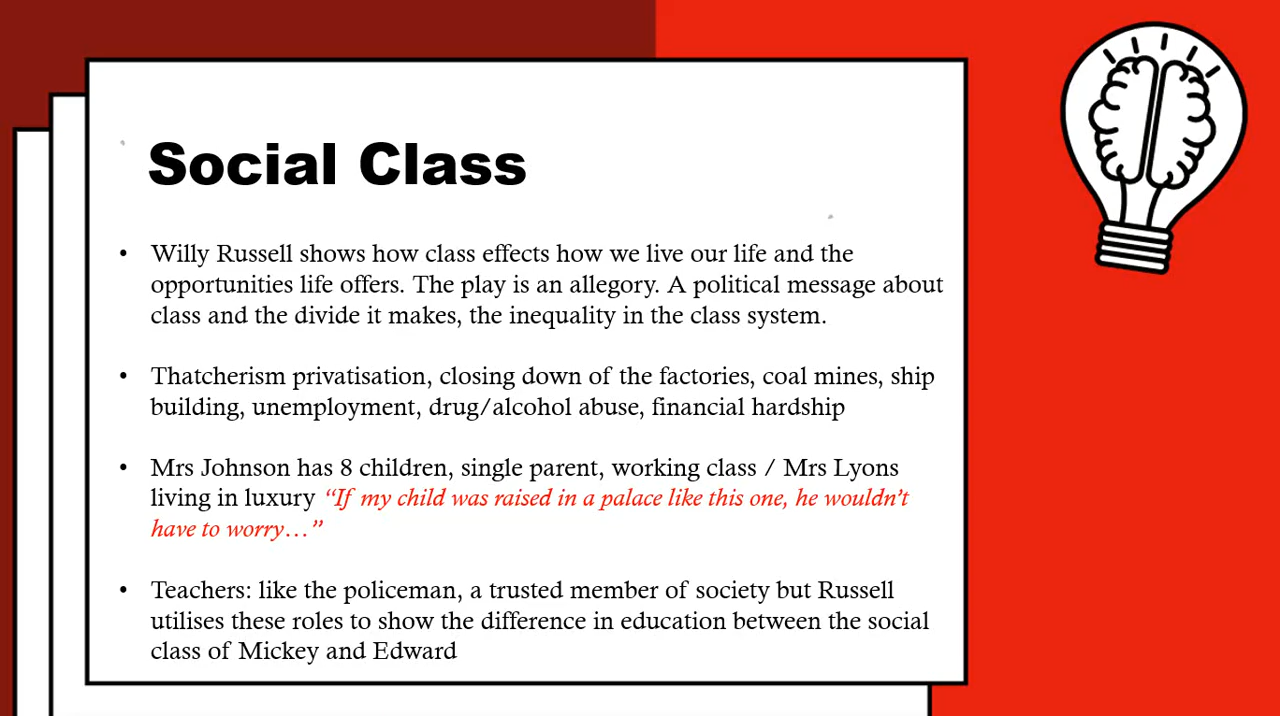 Social Class
• Willy Russell shows how class effects how we live our life and the
opportunities life offers. The play is an allegory. A political message about
class and the divide it makes, the inequality in the class system.
• Thatcherism privatisation, closing down of the factories, coal mines, ship
building, unemployment, drug/alcohol abuse, financial hardship
• Mrs Johnson has 8 children, single parent, working class / Mrs Lyons
living in luxury “If my child was raised in a palace like this one, he wouldn’t
have to worry…”
• Teachers: like the policeman, a trusted member of society but Russell
utilises these roles to show the difference in education between the social
class of Mickey and Edward